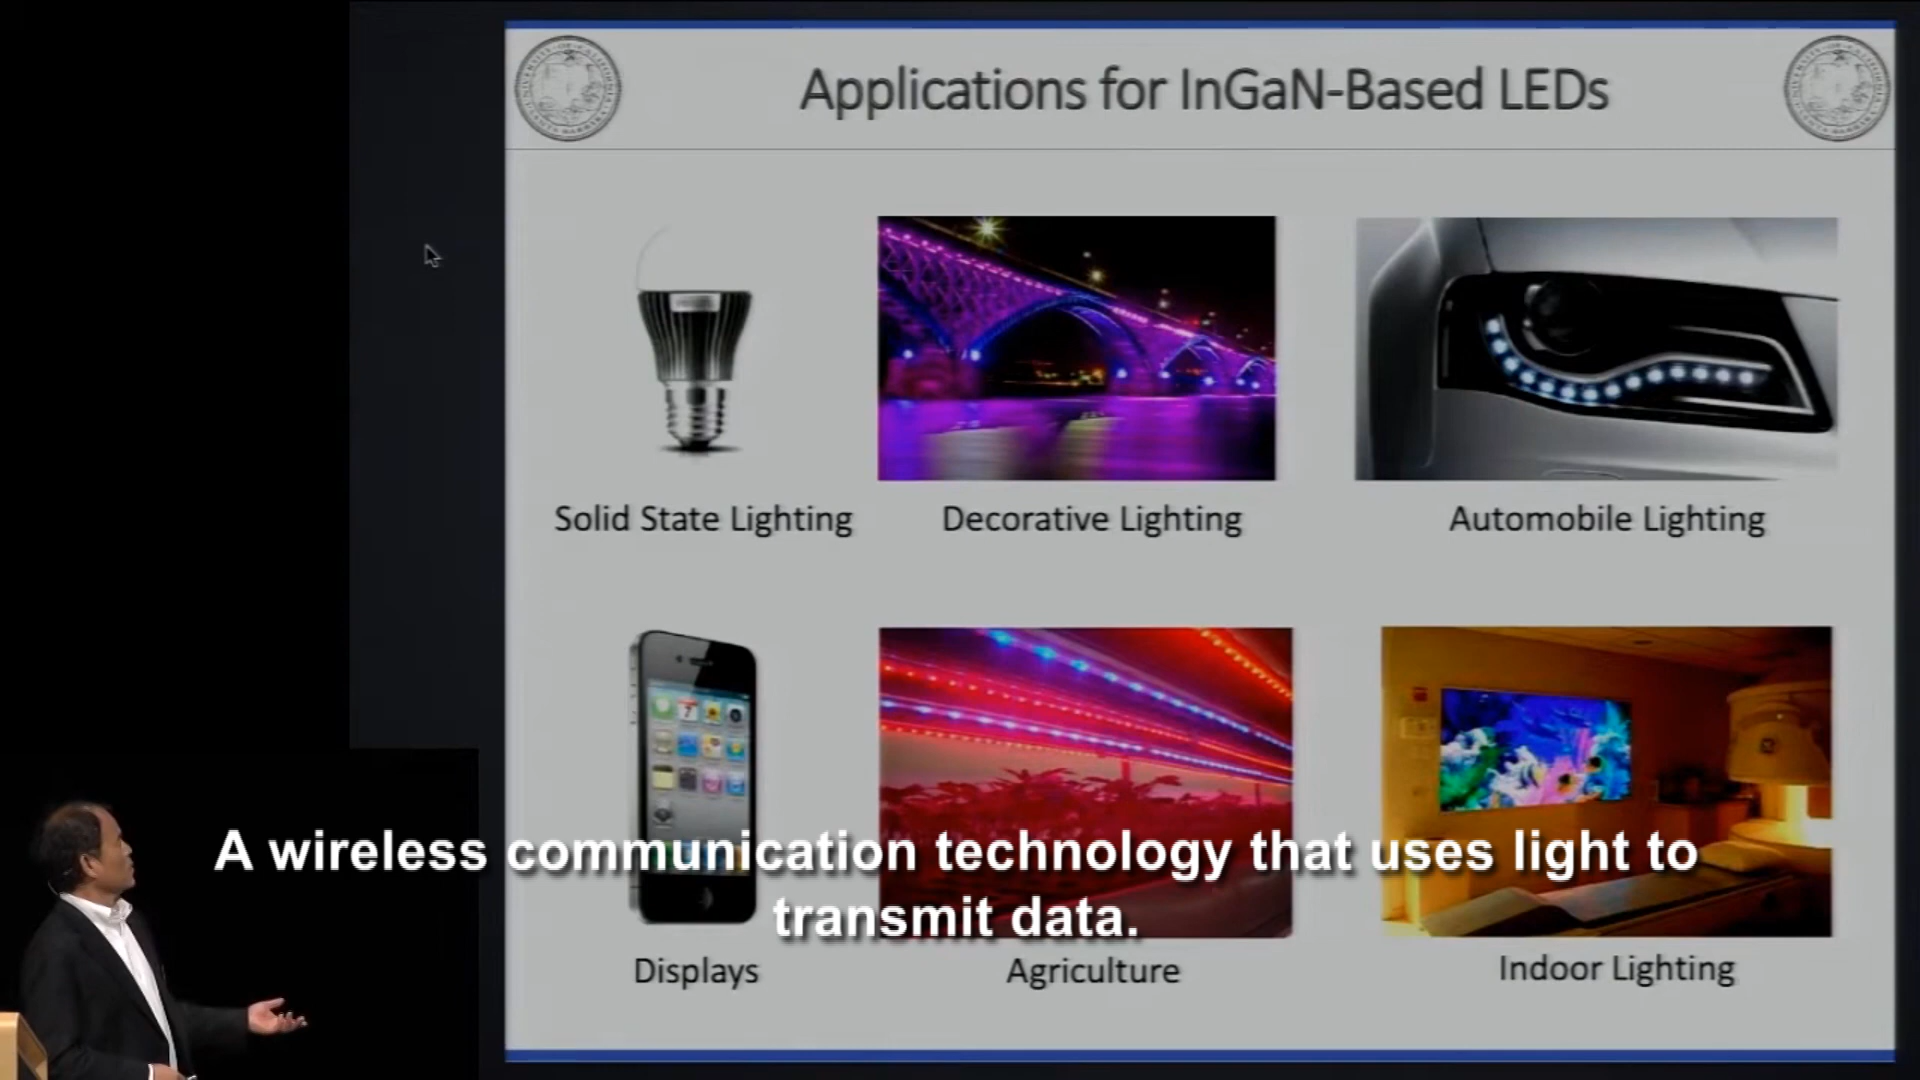 Applications for InGaN-Based LEDs
Solid State Lighting
Decorative Lighting
Automobile Lighting
A wireless communication technology that uses light to
transmit data.
Displays
Agriculture
Indoor Lighting